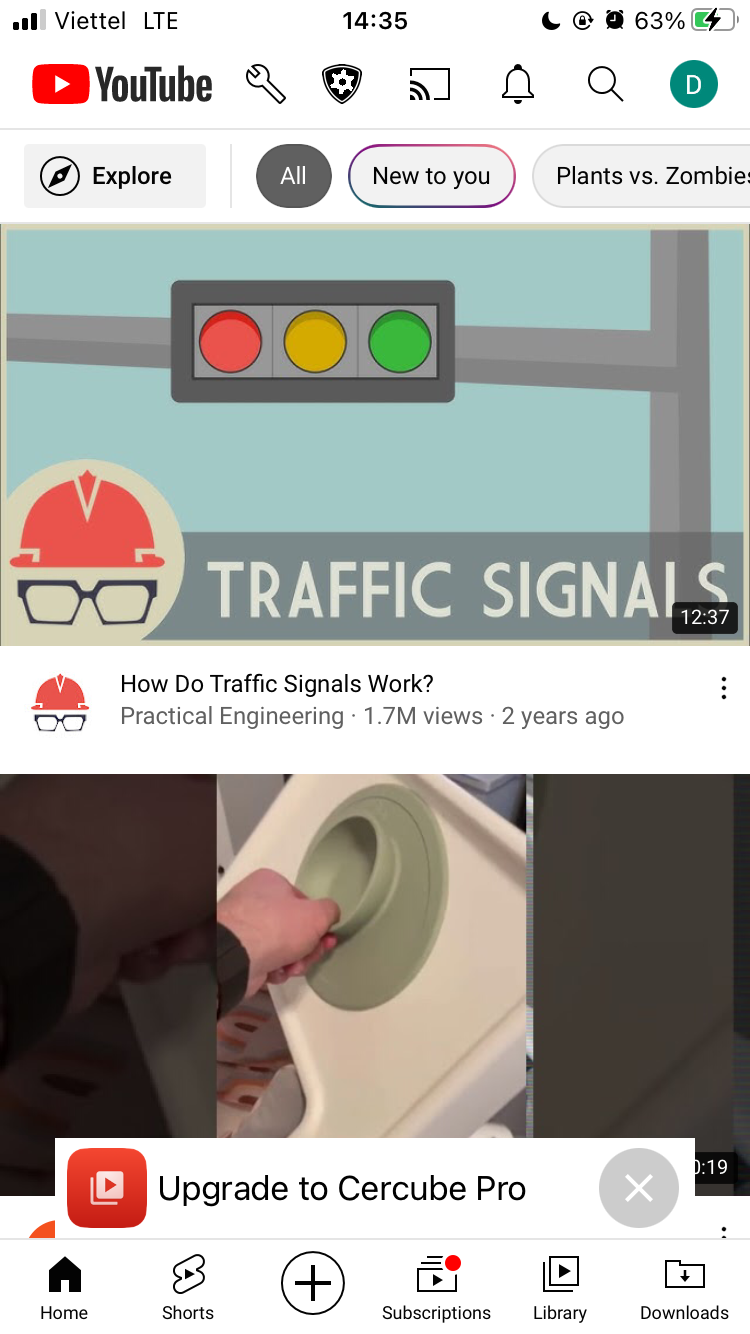 Viettel LTE 14:35 63%
YouTube D
Explore All New to you Plants vs. Zombies
TRAFFIC SIGNALS
12:37
How Do Traffic Signals Work?
Practical Engineering · 1.7M views · 2 years ago
0:19
Upgrade to Cercube Pro
Home Shorts Subscriptions Library Downloads